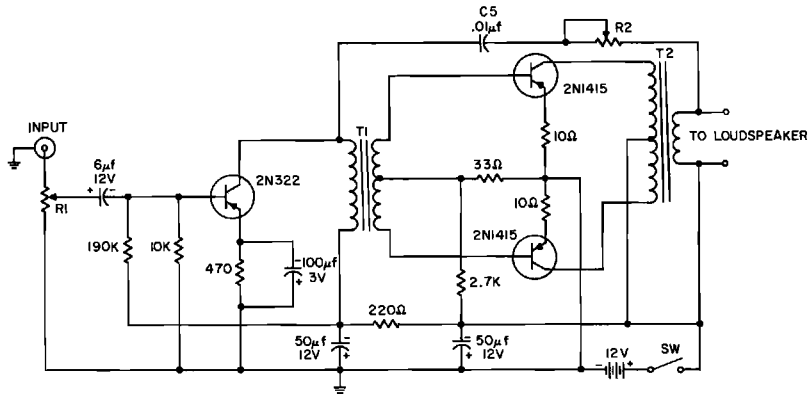 C5
.01µf
R2
T2
2N1415
INPUT
T1
10Ω
TO LOUDSPEAKER
6µf
12V
+ -
2N322
33Ω
R1
10Ω
2N1415
190K
10K
470
-100µf
+ 3V
2.7K
220Ω
50µf
12V
-
+
50µf
12V
-
+
- 12V +
SW